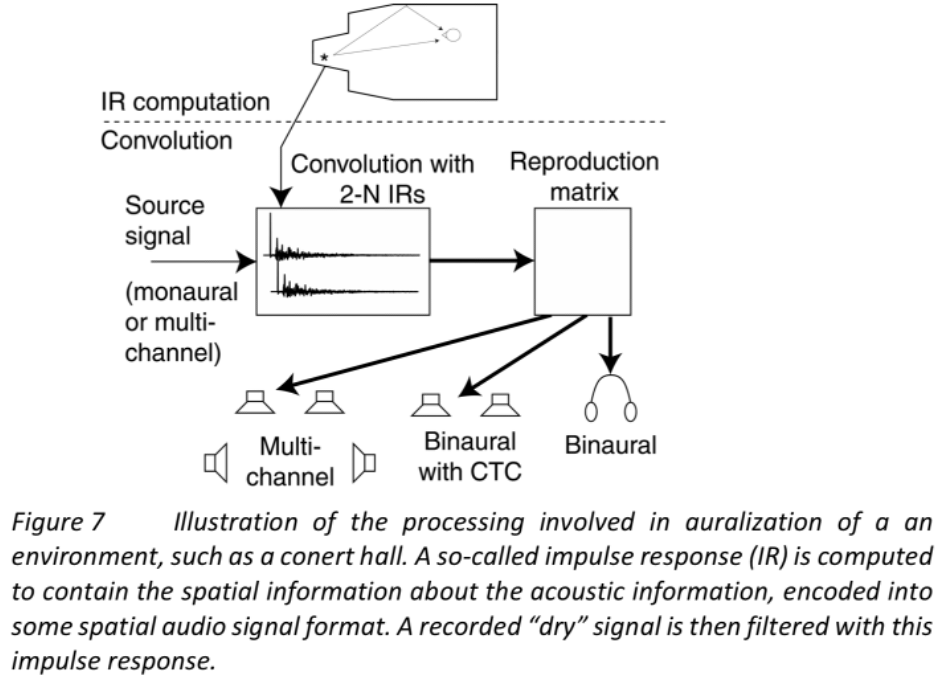 IR computation
Convolution
Convolution with
2-N IRs
Reproduction
matrix
Source
signal
(monaural
or multi-
channel)
Multi-
channel
Binaural
with CTC
Binaural
Figure 7 Illustration of the processing involved in auralization of a an
environment, such as a conert hall. A so-called impulse response (IR) is computed
to contain the spatial information about the acoustic information, encoded into
some spatial audio signal format. A recorded “dry” signal is then filtered with this
impulse response.